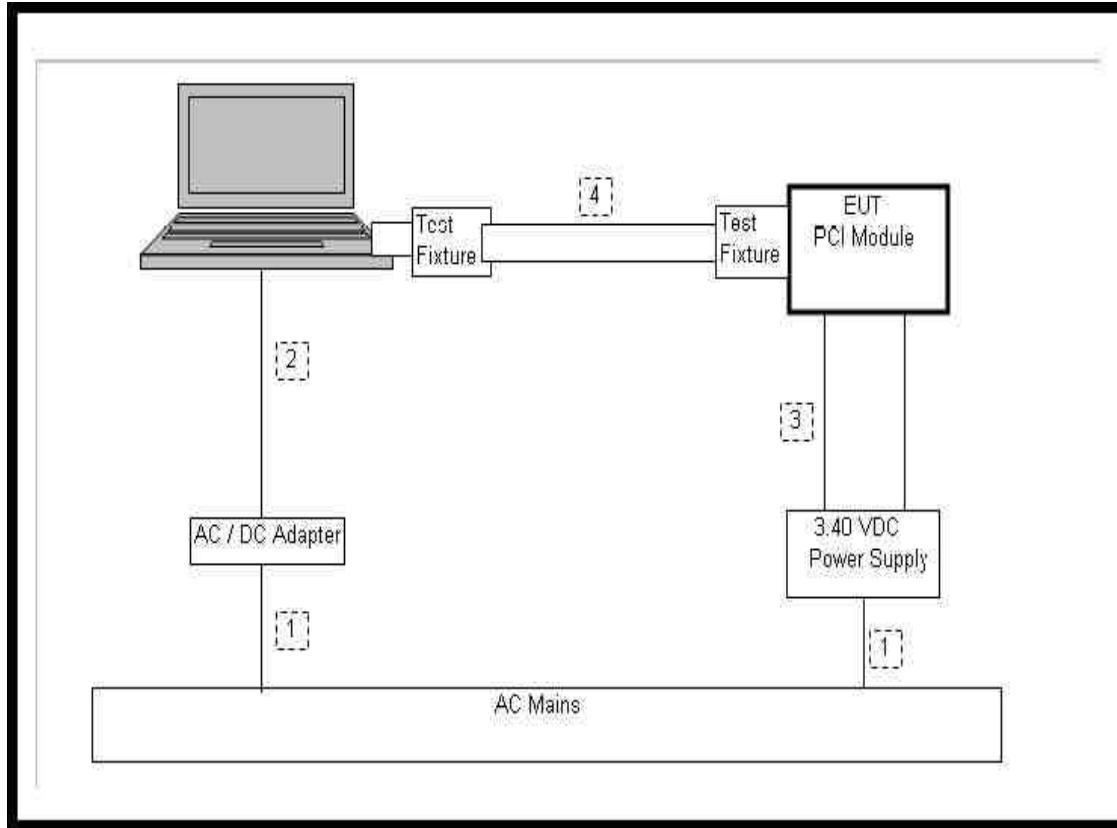 4
Test
Fixture
Test
Fixture
EUT
PCI Module
2
3
AC / DC Adapter
3.40 VDC
Power Supply
1
1
AC Mains